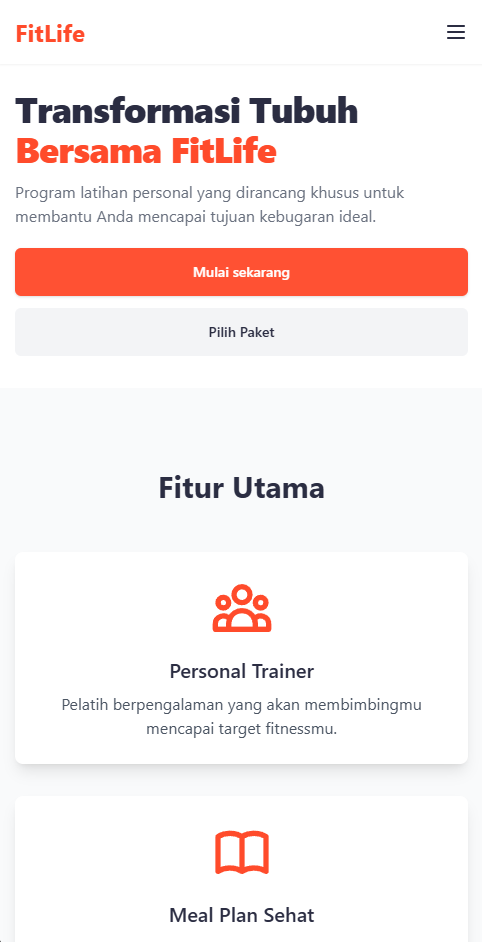 FitLife
Transformasi Tubuh
Bersama FitLife
Program latihan personal yang dirancang khusus untuk
membantu Anda mencapai tujuan kebugaran ideal.
Mulai sekarang
Pilih Paket
Fitur Utama
Personal Trainer
Pelatih berpengalaman yang akan membimbingmu
mencapai target fitnessmu.
Meal Plan Sehat